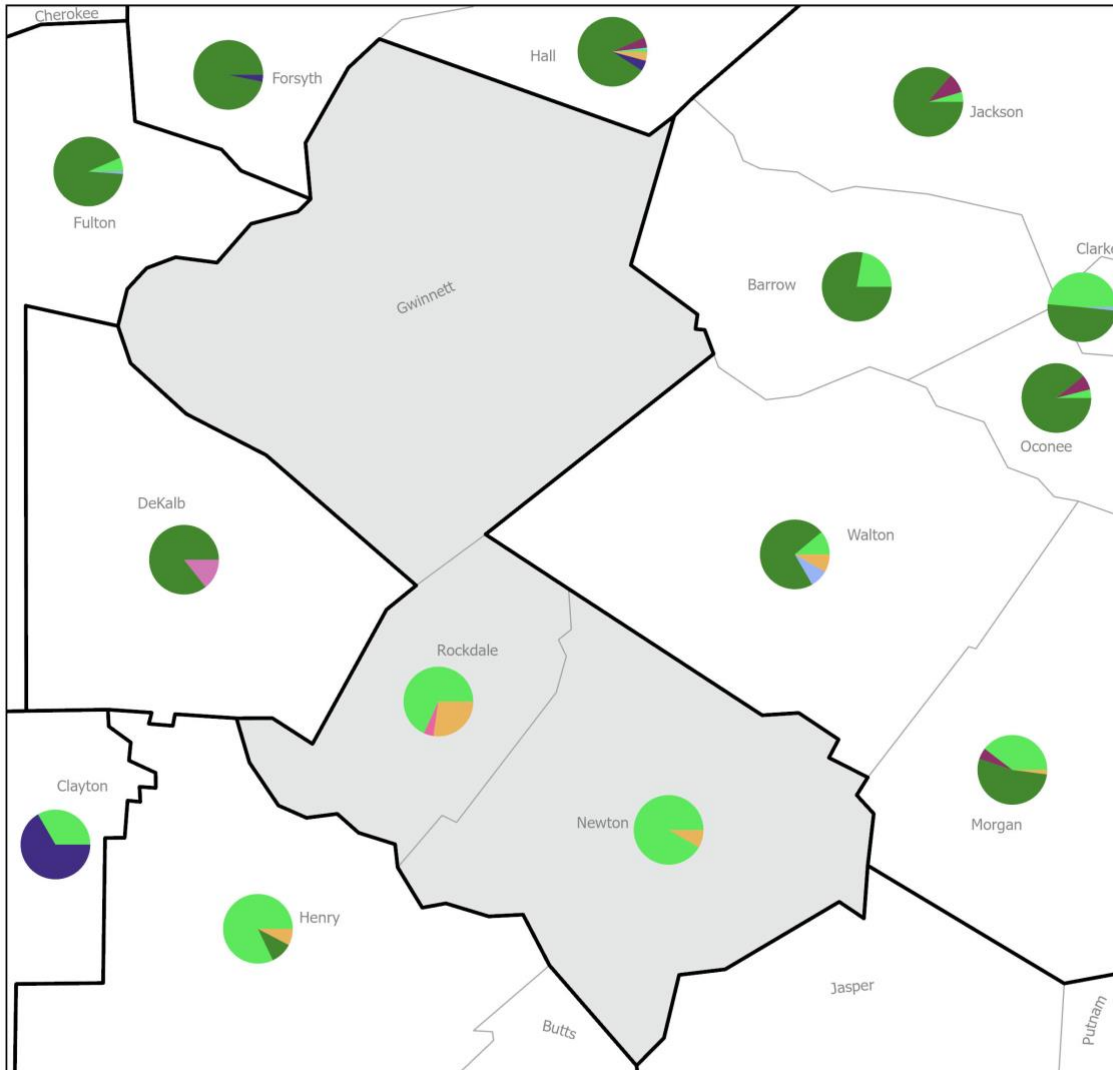 Cherokee
Forsyth
Hall
Jackson
Fulton
Clarke
Barrow
Gwinnett
Oconee
DeKalb
Walton
Rockdale
Clayton
Newton
Morgan
Henry
Jasper
Butts
Putnam